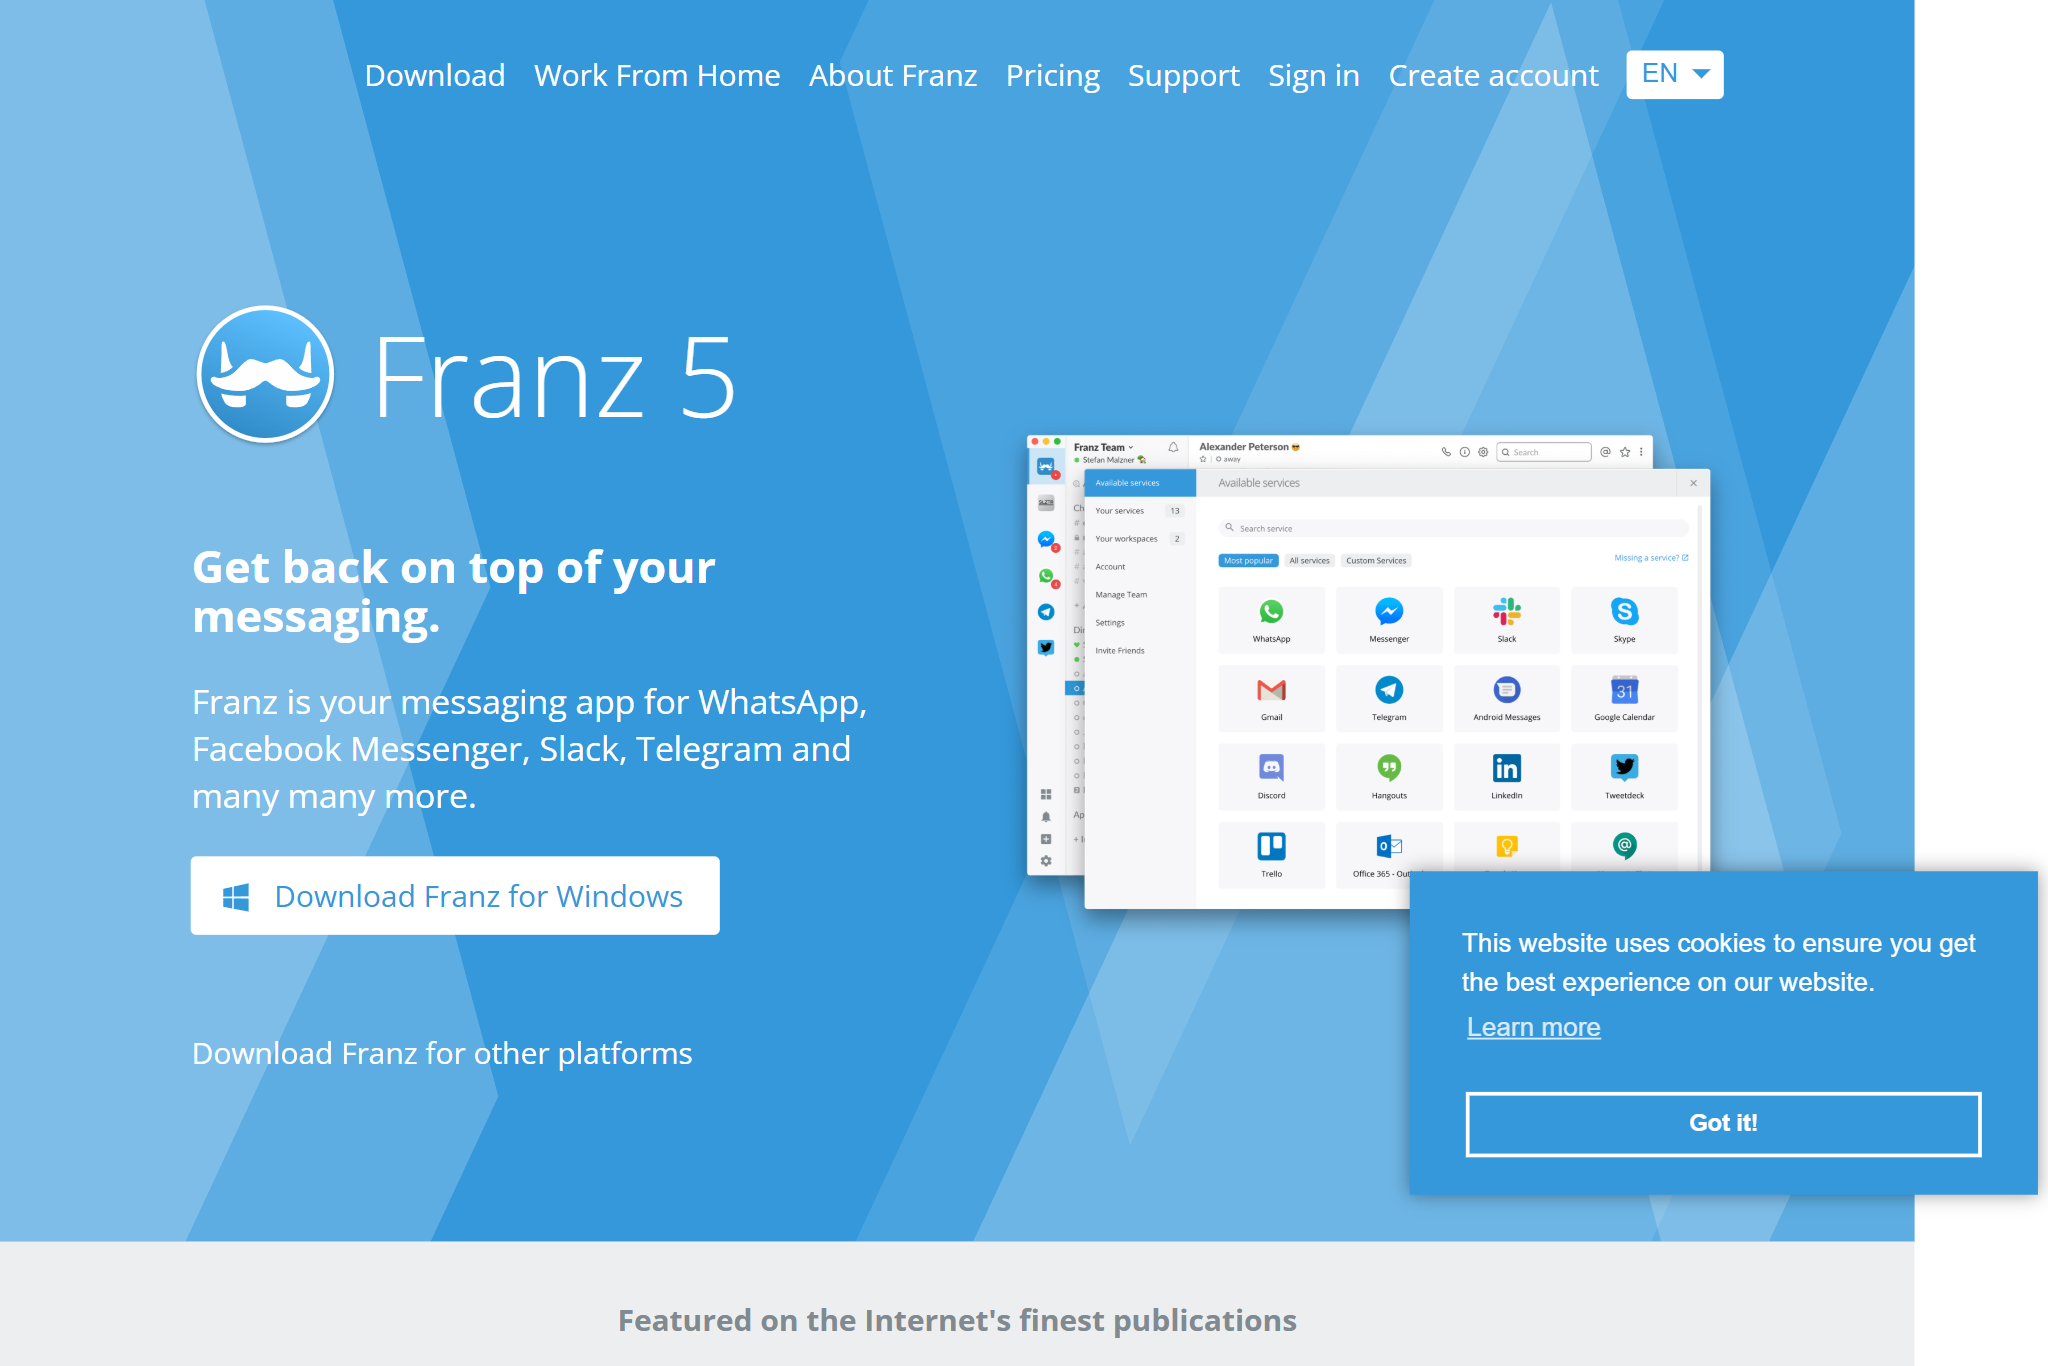 Download Work From Home About Franz Pricing Support Sign in Create account EN
Franz 5
Get back on top of your
messaging.
Franz is your messaging app for WhatsApp,
Facebook Messenger, Slack, Telegram and
many many more.
Download Franz for Windows
Download Franz for other platforms
Franz Team
Stefan Malzner
Alexander Peterson
away
Search
Available services
Your services 13
Your workspaces 2
Account
Manage Team
Settings
Invite Friends
Available services
Search service
Most popular All services Custom Services Missing a service?
WhatsApp Messenger Slack Skype
Gmail Telegram Android Messages Google Calendar
31
Discord Hangouts LinkedIn Tweetdeck
Trello Office 365 -
This website uses cookies to ensure you get
the best experience on our website.
Learn more
Got it!
Featured on the Internet's finest publications